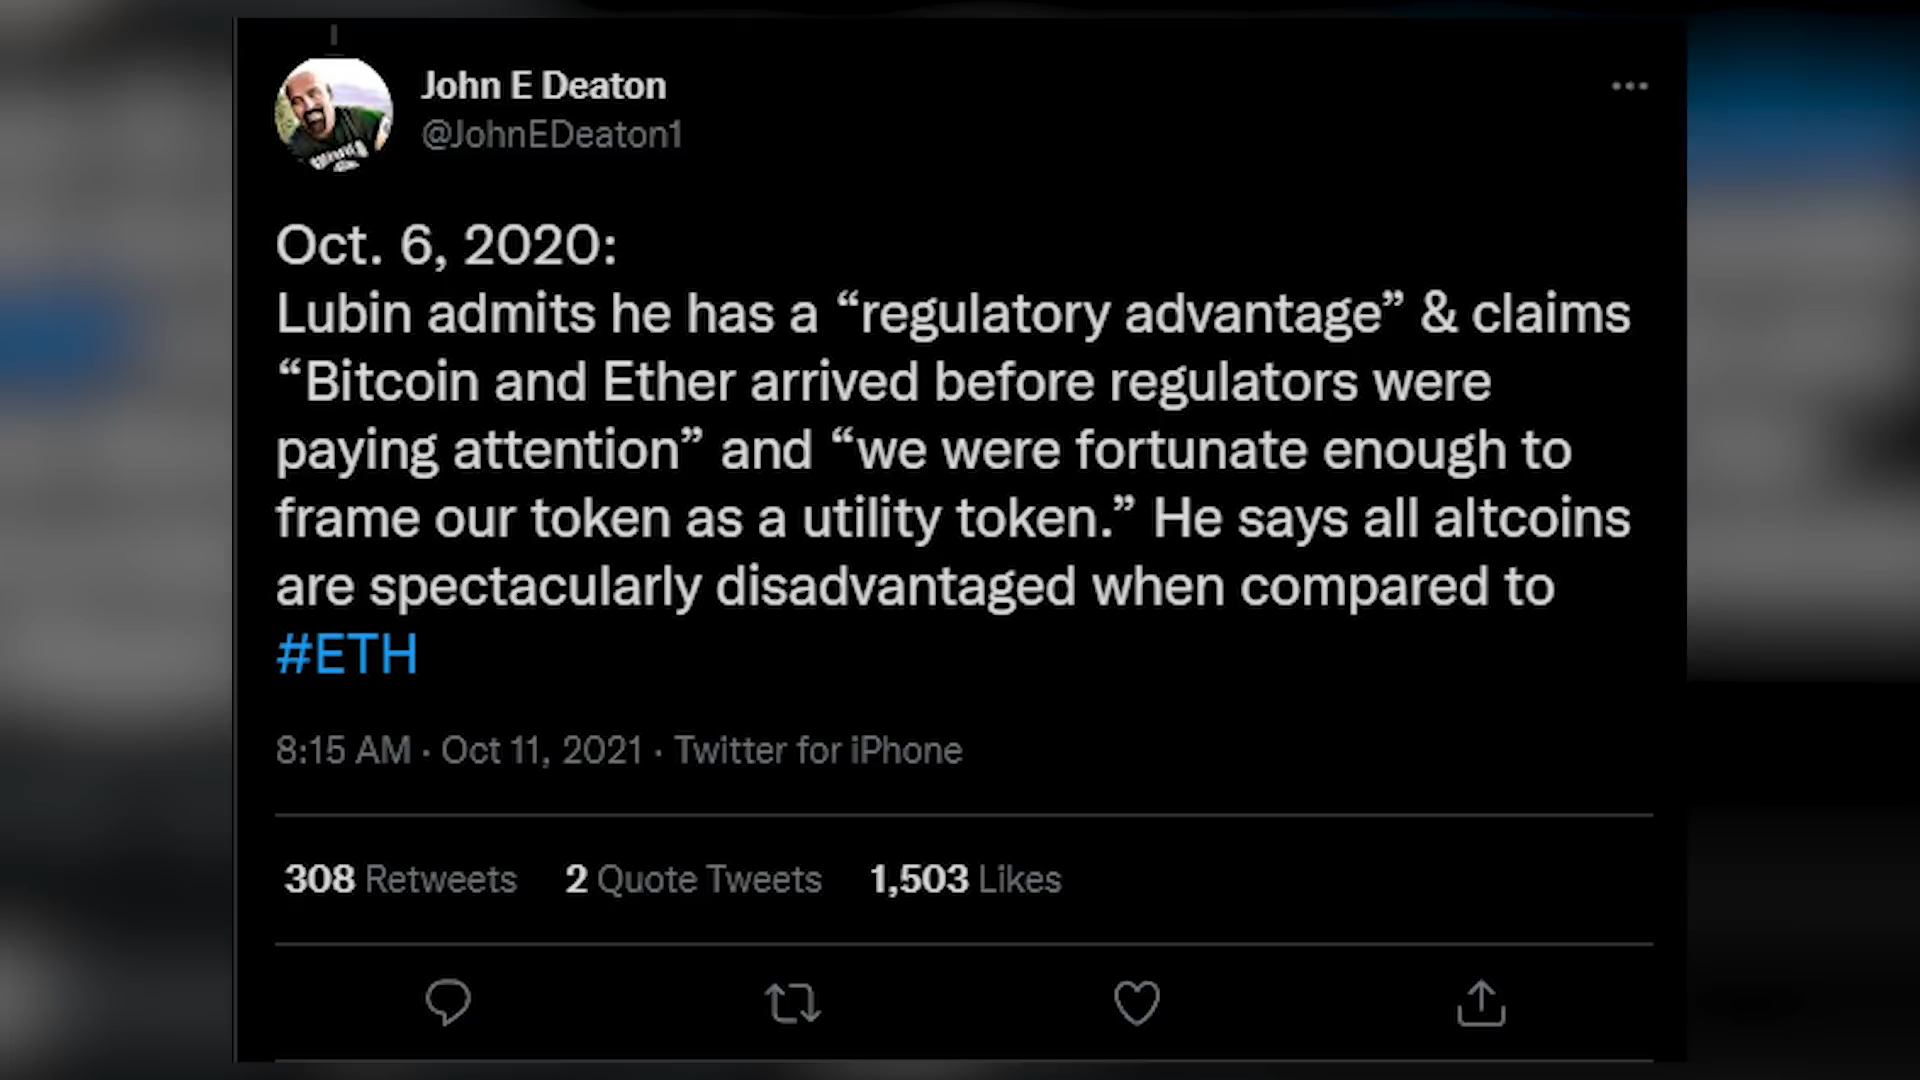 John E Deaton
@JohnEDeaton1
Oct. 6, 2020:
Lubin admits he has a “regulatory advantage” & claims
“Bitcoin and Ether arrived before regulators were
paying attention” and “we were fortunate enough to
frame our token as a utility token.” He says all altcoins
are spectacularly disadvantaged when compared to
#ETH
8:15 AM · Oct 11, 2021 · Twitter for iPhone
308 Retweets 2 Quote Tweets 1,503 Likes